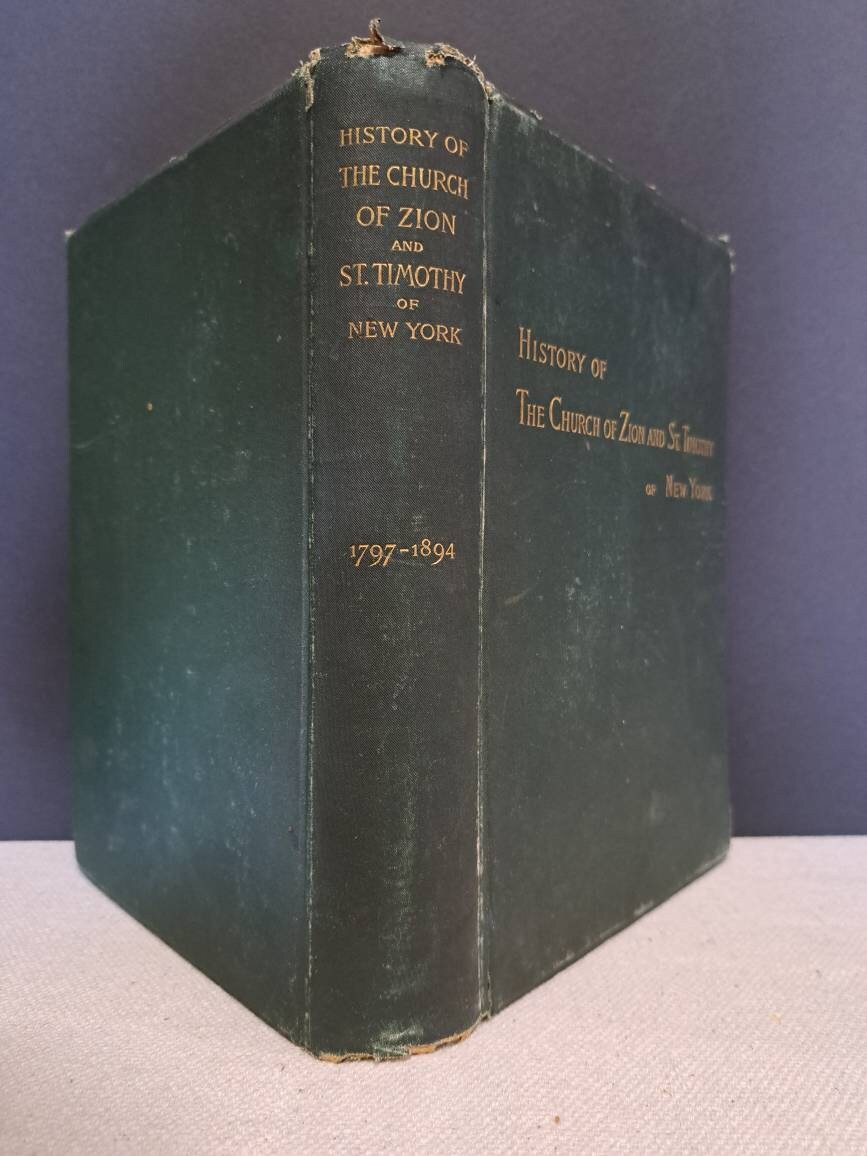 HISTORY OF
THE CHURCH
OF ZION
AND
ST. TIMOTHY
OF
NEW YORK
1797-1894
HISTORY OF
THE CHURCH OF ZION AND ST. TIMOTHY
OF NEW YORK